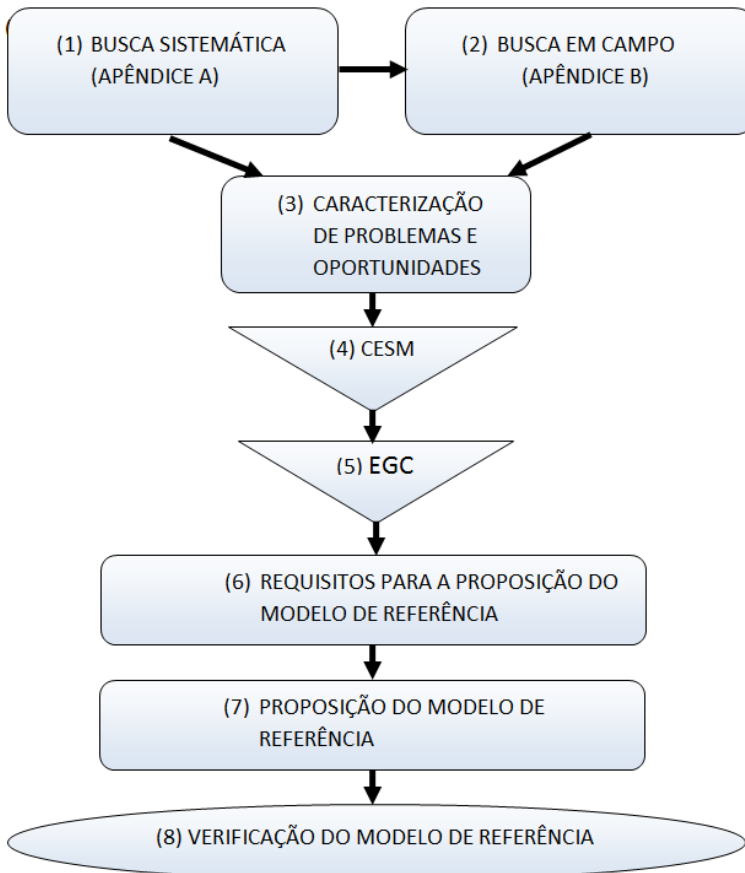 (1) BUSCA SISTEMÁTICA
(APÊNDICE A)
(2) BUSCA EM CAMPO
(APÊNDICE B)
(3) CARACTERIZAÇÃO
DE PROBLEMAS E
OPORTUNIDADES
(4) CESM
(5) EGC
(6) REQUISITOS PARA A PROPOSIÇÃO DO
MODELO DE REFERÊNCIA
(7) PROPOSIÇÃO DO MODELO DE
REFERÊNCIA
(8) VERIFICAÇÃO DO MODELO DE REFERÊNCIA